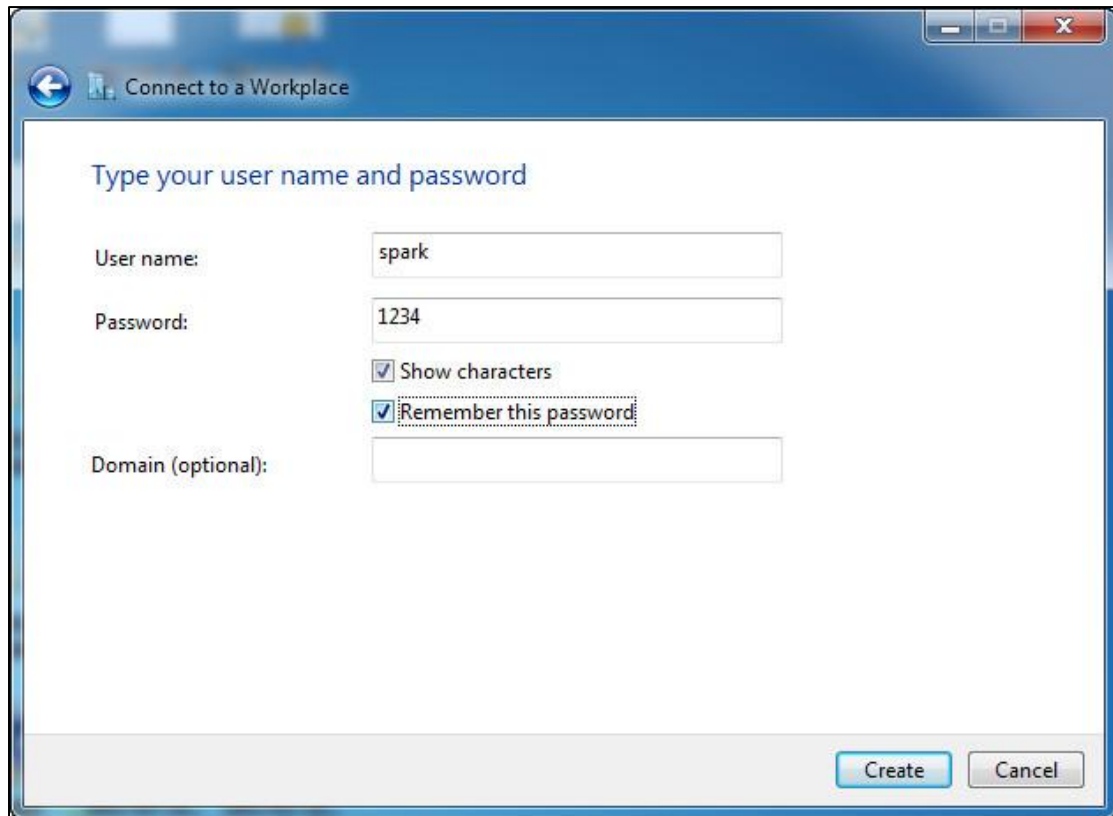 Connect to a Workplace
Type your user name and password
User name: spark
Password: 1234
Show characters
Remember this password
Domain (optional):
Create Cancel